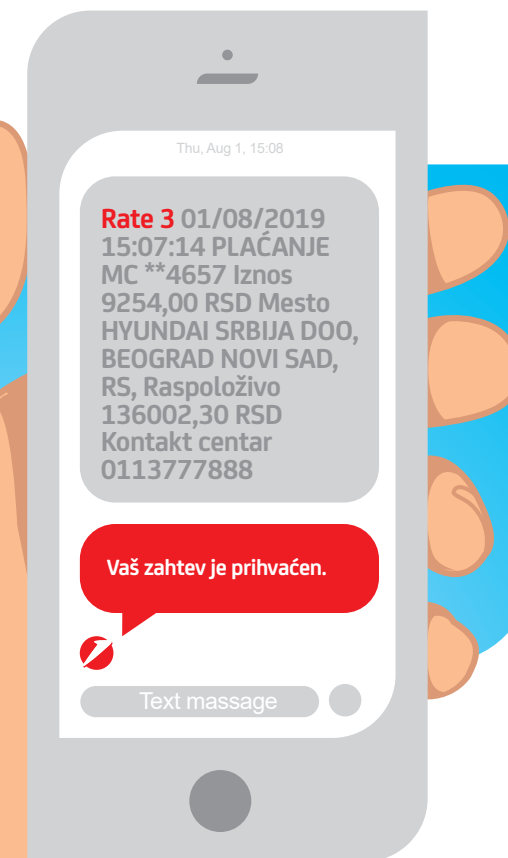 Thu, Aug 1, 15:08
Rate 3 01/08/2019
15:07:14 PLAĆANJE
MC **4657 Iznos
9254,00 RSD Mesto
HYUNDAI SRBIJA DOO,
BEOGRAD NOVI SAD,
RS, Raspoloživo
136002,30 RSD
Kontakt centar
0113777888
Vaš zahtev je prihvaćen.
Text massage